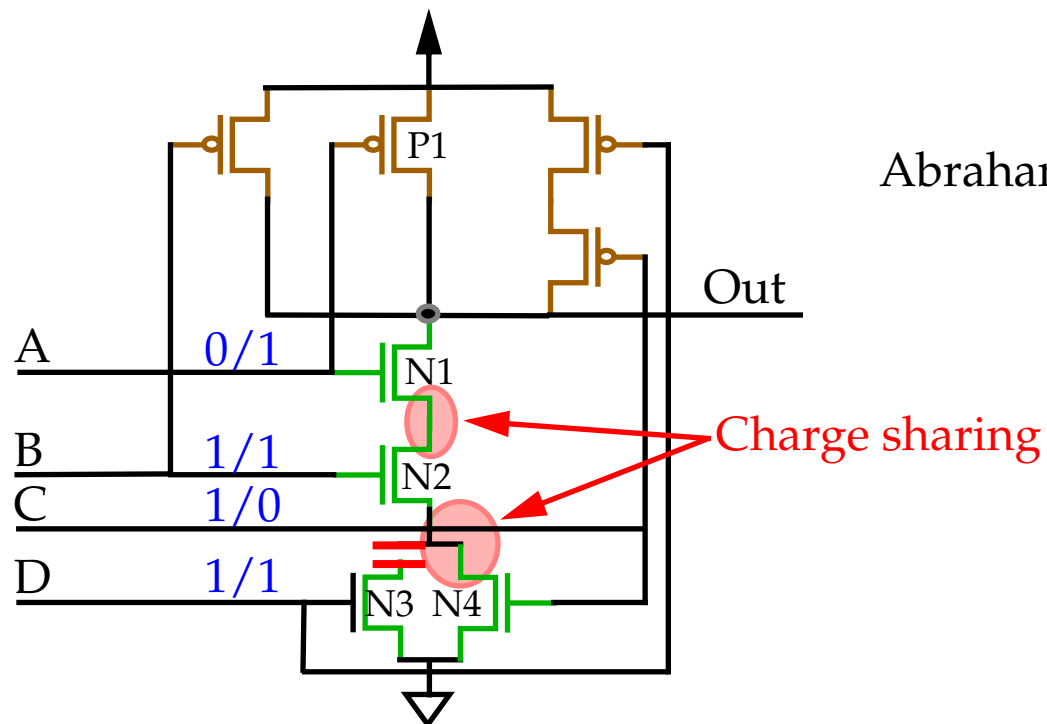 P1
Abrahar
Out
A 0/1
N1
Charge sharing
B 1/1
N2
C 1/0
D 1/1
N3 N4